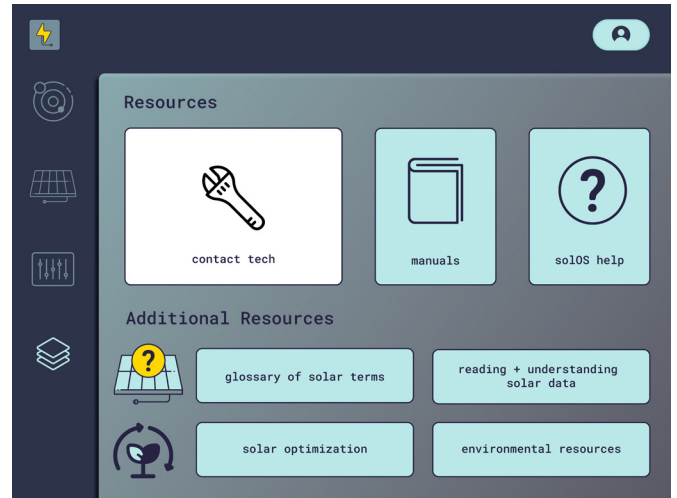 Resources
contact tech
manuals
?
solOS help
Additional Resources
?
glossary of solar terms
reading + understanding
solar data
solar optimization
environmental resources